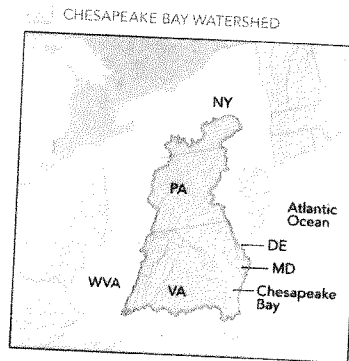 CHESAPEAKE BAY WATERSHED
NY
PA
Atlantic
Ocean
DE
MD
WVA
VA
Chesapeake
Bay